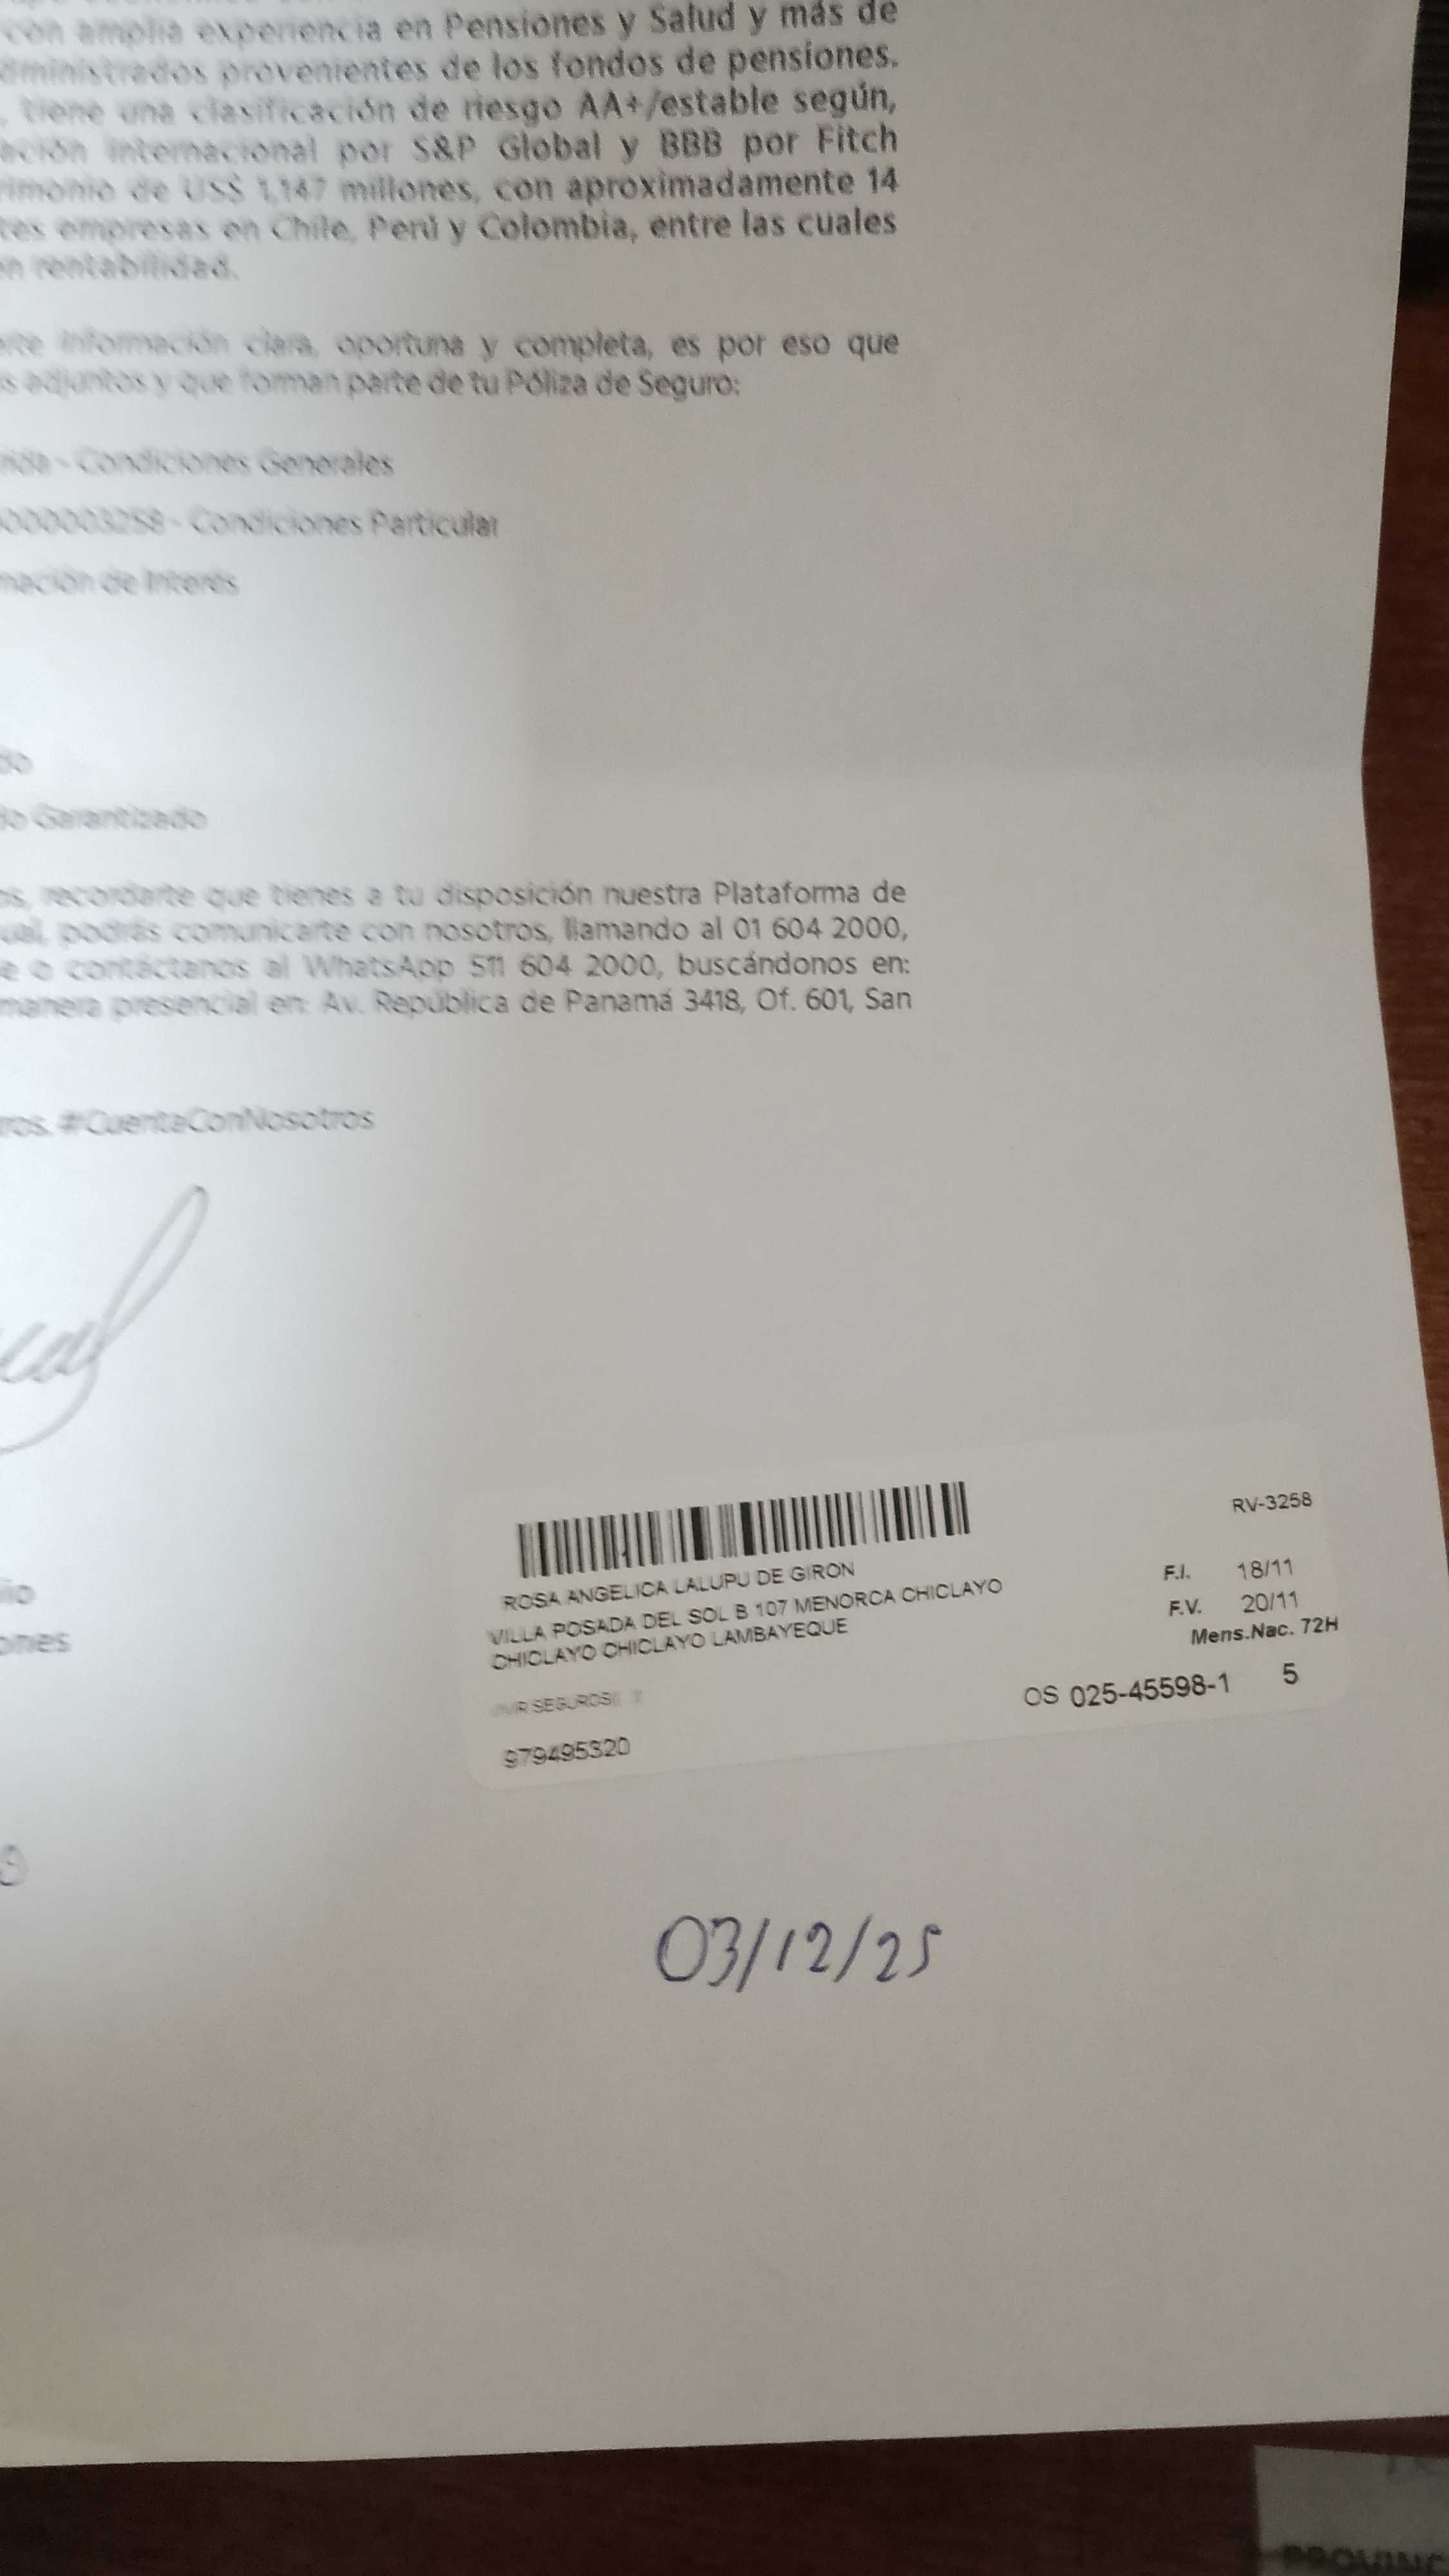 con amplia experiencia en Pensiones y Salud y más de
dministrados provenientes de los fondos de pensiones.
, tiene una clasificación de riesgo AA+/estable según,
ación internacional por S&P Global y BBB por Fitch
rimonio de US$ 1,147 millones, con aproximadamente 14
tes empresas en Chile, Perú y Colombia, entre las cuales
en rentabilidad.
rte información clara, oportuna y completa, es por eso que
s adjuntos y que forman parte de tu Póliza de Seguro:
- Condiciones Generales
0000003258 - Condiciones Particular
mación de Interés
do
do Garantizado
os, recordarte que tienes a tu disposición nuestra Plataforma de
ual, podrás comunicarte con nosotros, llamando al 01 604 2000,
e o contáctanos al WhatsApp 511 604 2000, buscándonos en:
manera presencial en: Av. República de Panamá 3418, Of. 601, San
ros. #CuentaConNosotros
io
ones
RV-3258
ROSA ANGELICA LALUPU DE GIRON
VILLA POSADA DEL SOL B 107 MENORCA CHICLAYO
CHICLAYO CHICLAYO LAMBAYEQUE
F.I. 18/11
F.V. 20/11
Mens.Nac. 72H
SEGUROS
OS 025-45598-1 5
979495320
03/12/25